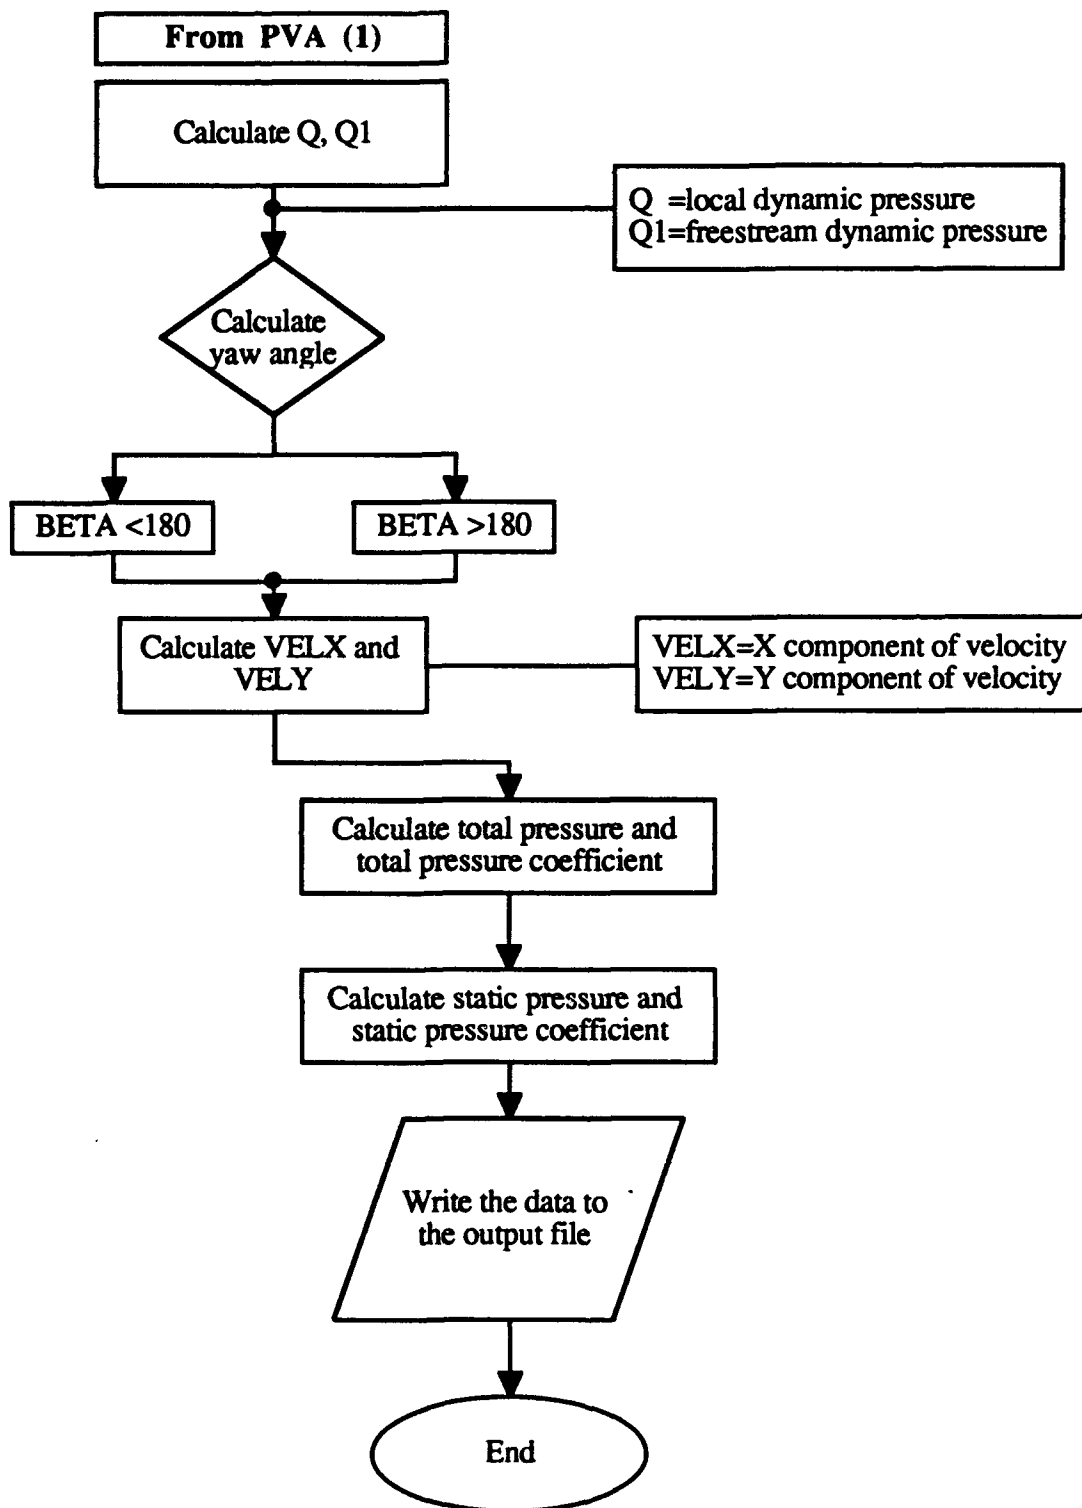 From PVA (1)
Calculate Q, Q1
Q =local dynamic pressure
Q1=freestream dynamic pressure
Calculate
yaw angle
BETA <180
BETA >180
Calculate VELX and
VELY
VELX=X component of velocity
VELY=Y component of velocity
Calculate total pressure and
total pressure coefficient
Calculate static pressure and
static pressure coefficient
Write the data to
the output file
End